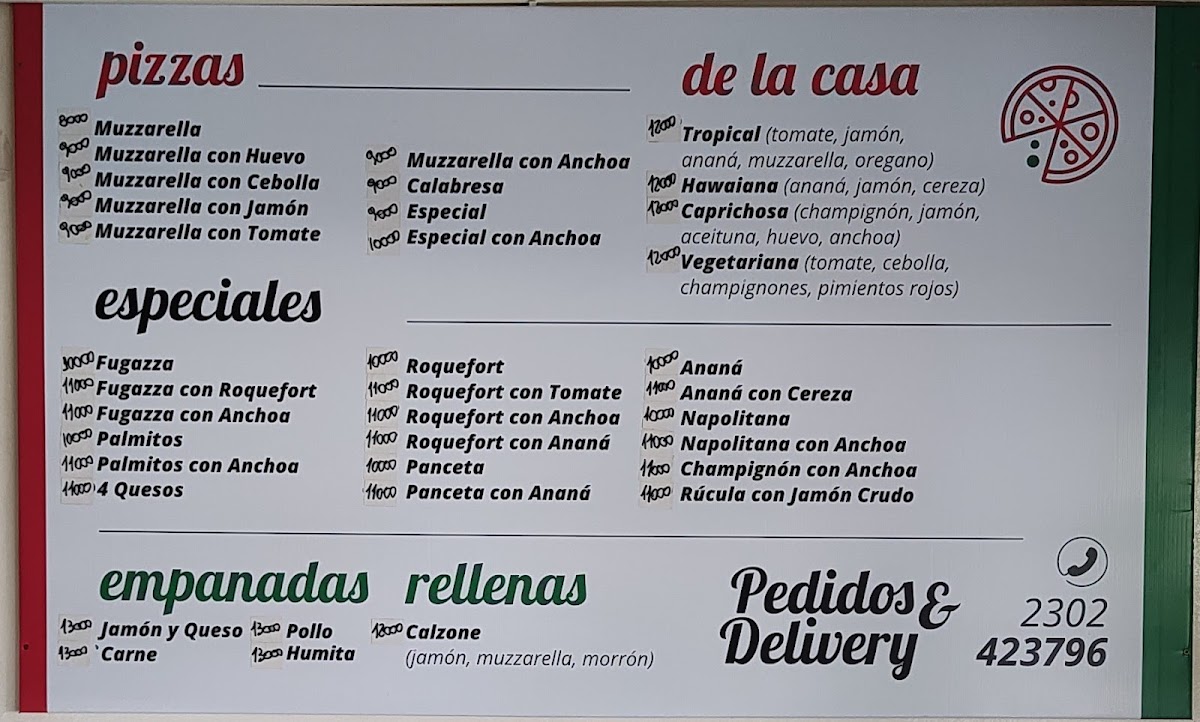 pizzas
8000 Muzzarella
9000 Muzzarella con Huevo
9000 Muzzarella con Cebolla
9000 Muzzarella con Jamón
9000 Muzzarella con Tomate
9000 Muzzarella con Anchoa
9000 Calabresa
9000 Especial
10000 Especial con Anchoa
de la casa
12000 Tropical (tomate, jamón,
ananá, muzzarella, oregano)
12000 Hawaiana (ananá, jamón, cereza)
12000 Caprichosa (champignón, jamón,
aceituna, huevo, anchoa)
12000 Vegetariana (tomate, cebolla,
champignones, pimientos rojos)
especiales
10000 Fugazza
11000 Fugazza con Roquefort
11000 Fugazza con Anchoa
10000 Palmitos
11000 Palmitos con Anchoa
11000 4 Quesos
10000 Roquefort
11000 Roquefort con Tomate
11000 Roquefort con Anchoa
11000 Roquefort con Ananá
10000 Panceta
11000 Panceta con Ananá
10000 Ananá
11000 Ananá con Cereza
10000 Napolitana
11000 Napolitana con Anchoa
11000 Champignón con Anchoa
11000 Rúcula con Jamón Crudo
empanadas
13000 Jamón y Queso
13000 Carne
13000 Pollo
13000 Humita
rellenas
12000 Calzone
(jamón, muzzarella, morrón)
Pedidos &
Delivery
2302
423796